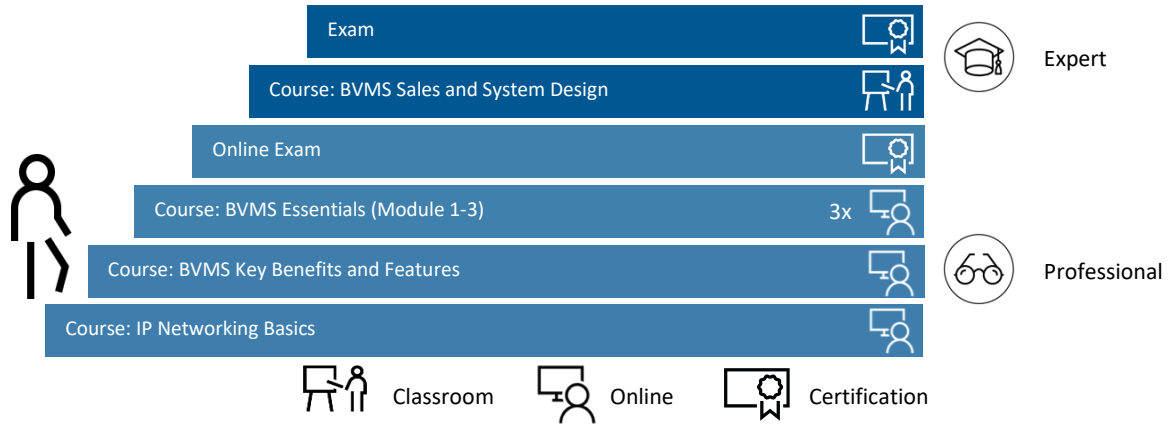 Exam
Expert
Course: BVMS Sales and System Design
Online Exam
Course: BVMS Essentials (Module 1-3)
3x
Course: BVMS Key Benefits and Features
Professional
Course: IP Networking Basics
Classroom
Online
Certification